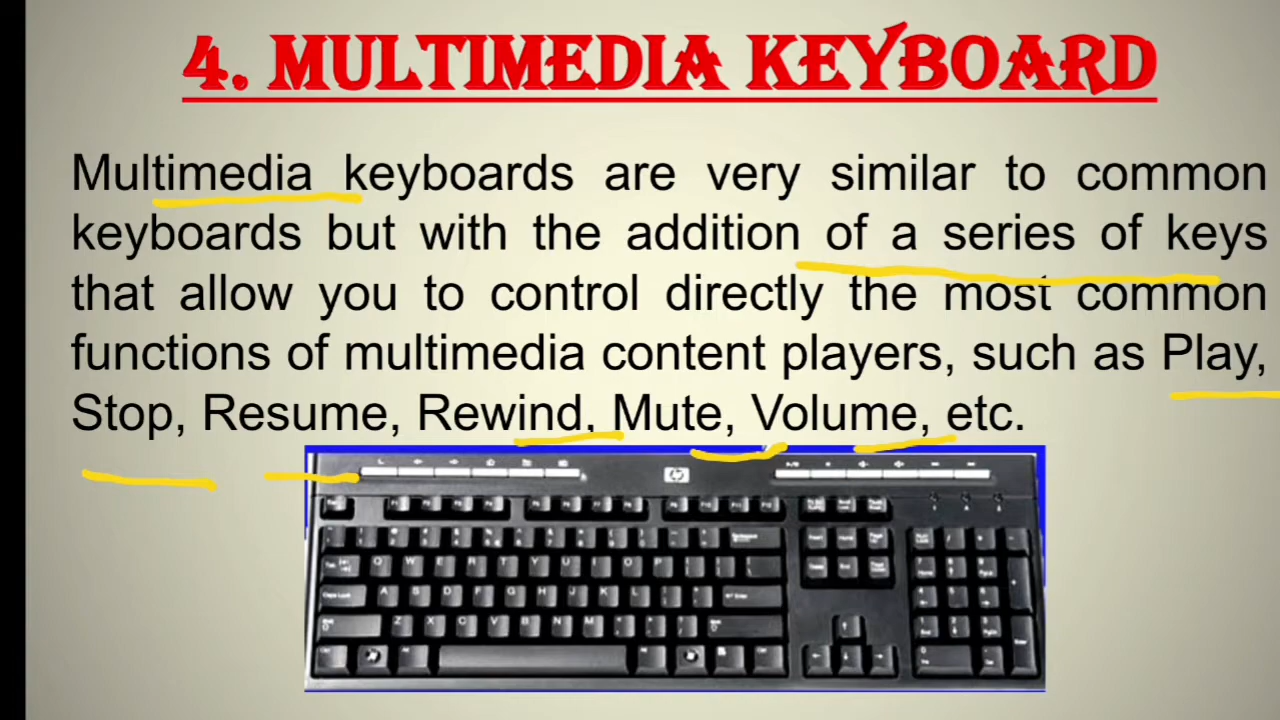 4. MULTIMEDIA KEYBOARD
Multimedia keyboards are very similar to common
keyboards but with the addition of a series of keys
that allow you to control directly the most common
functions of multimedia content players, such as Play,
Stop, Resume, Rewind, Mute, Volume, etc.
hp
Q W E R T Y U I O P
A S D F G H J K L
Z X C V B N M